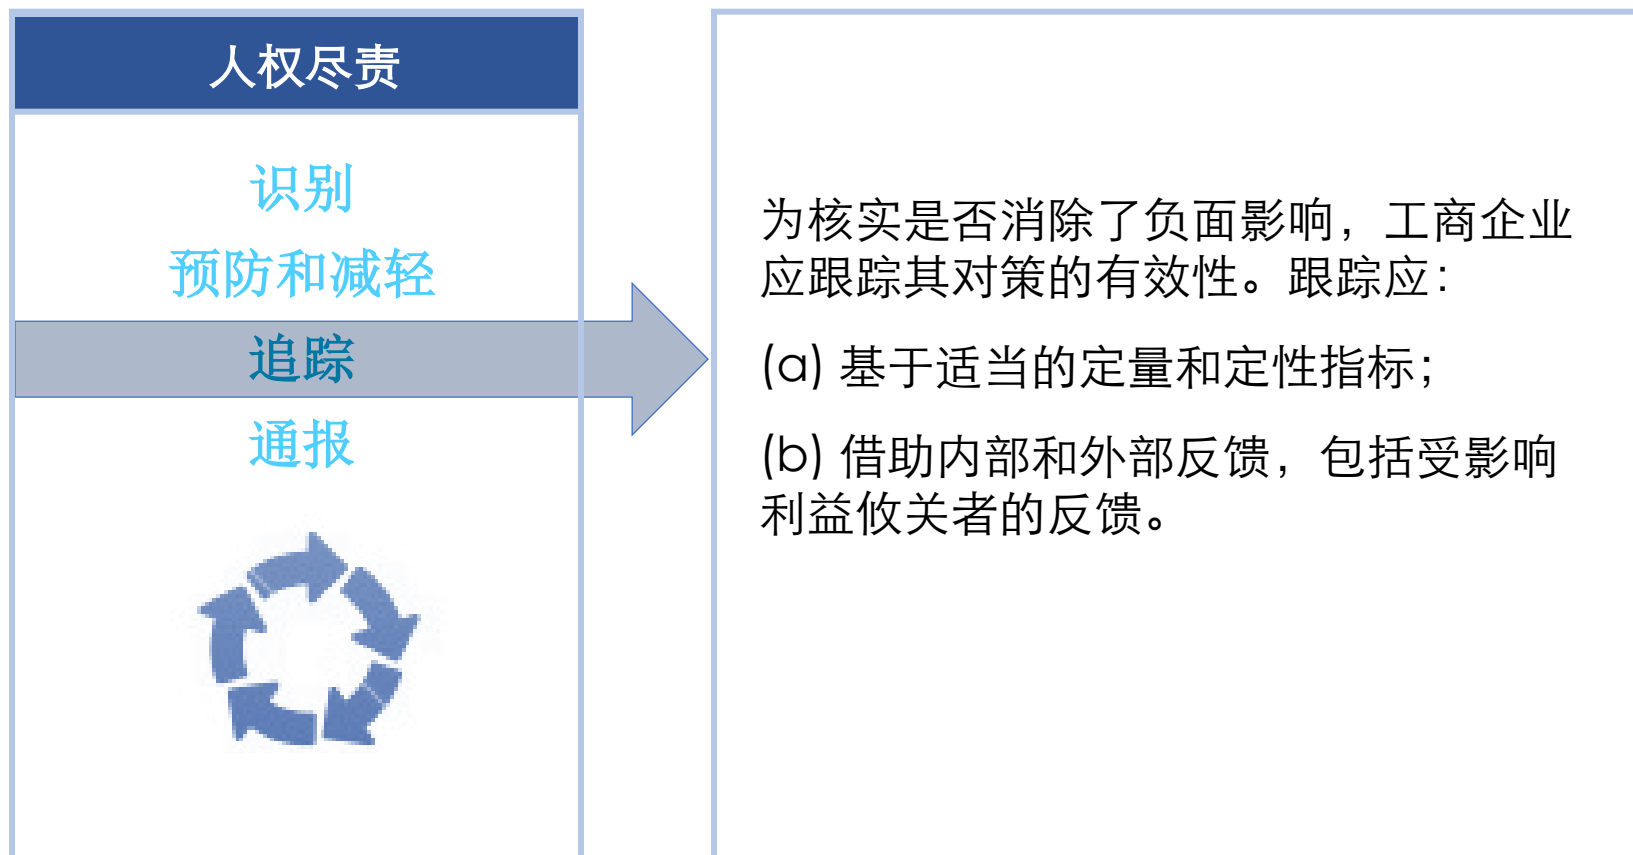 人权尽责
识别
预防和减轻
追踪
通报
为核实是否消除了负面影响，工商企业
应跟踪其对策的有效性。跟踪应：
(a) 基于适当的定量和定性指标；
(b) 借助内部和外部反馈，包括受影响
利益攸关者的反馈。